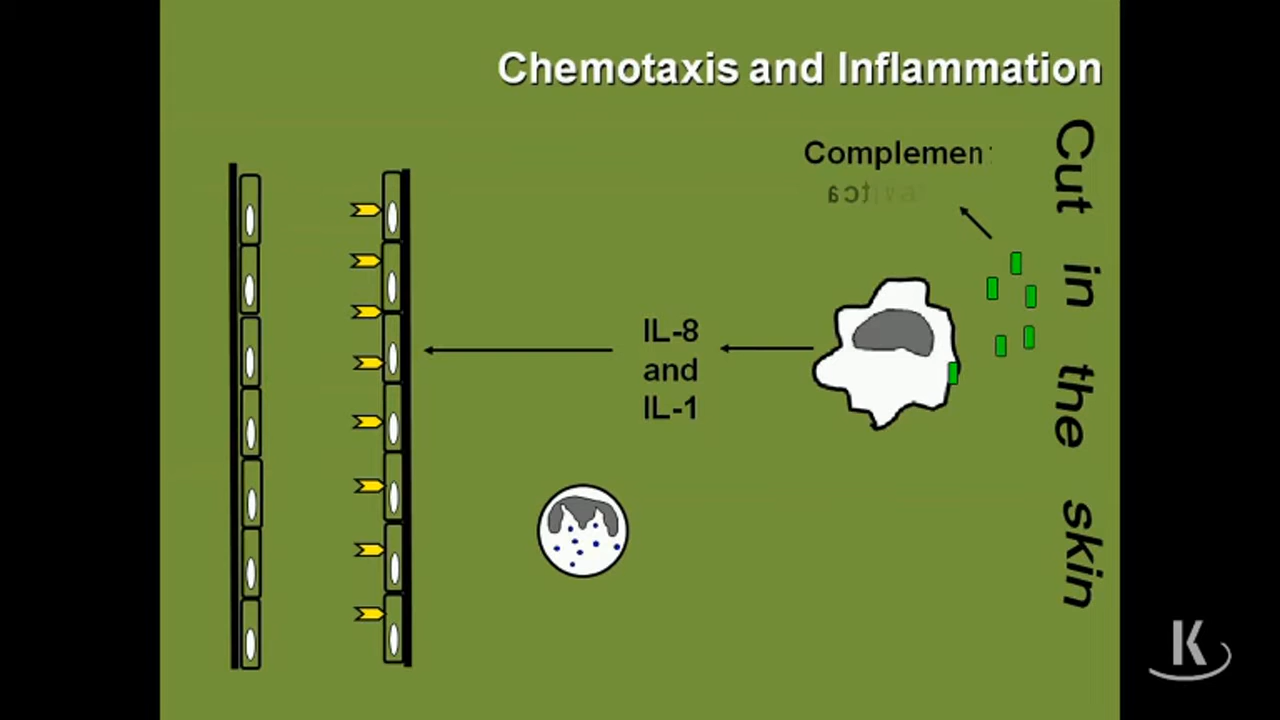 Chemotaxis and Inflammation
Complemen
Cut in the skin
IL-8
and
IL-1
K